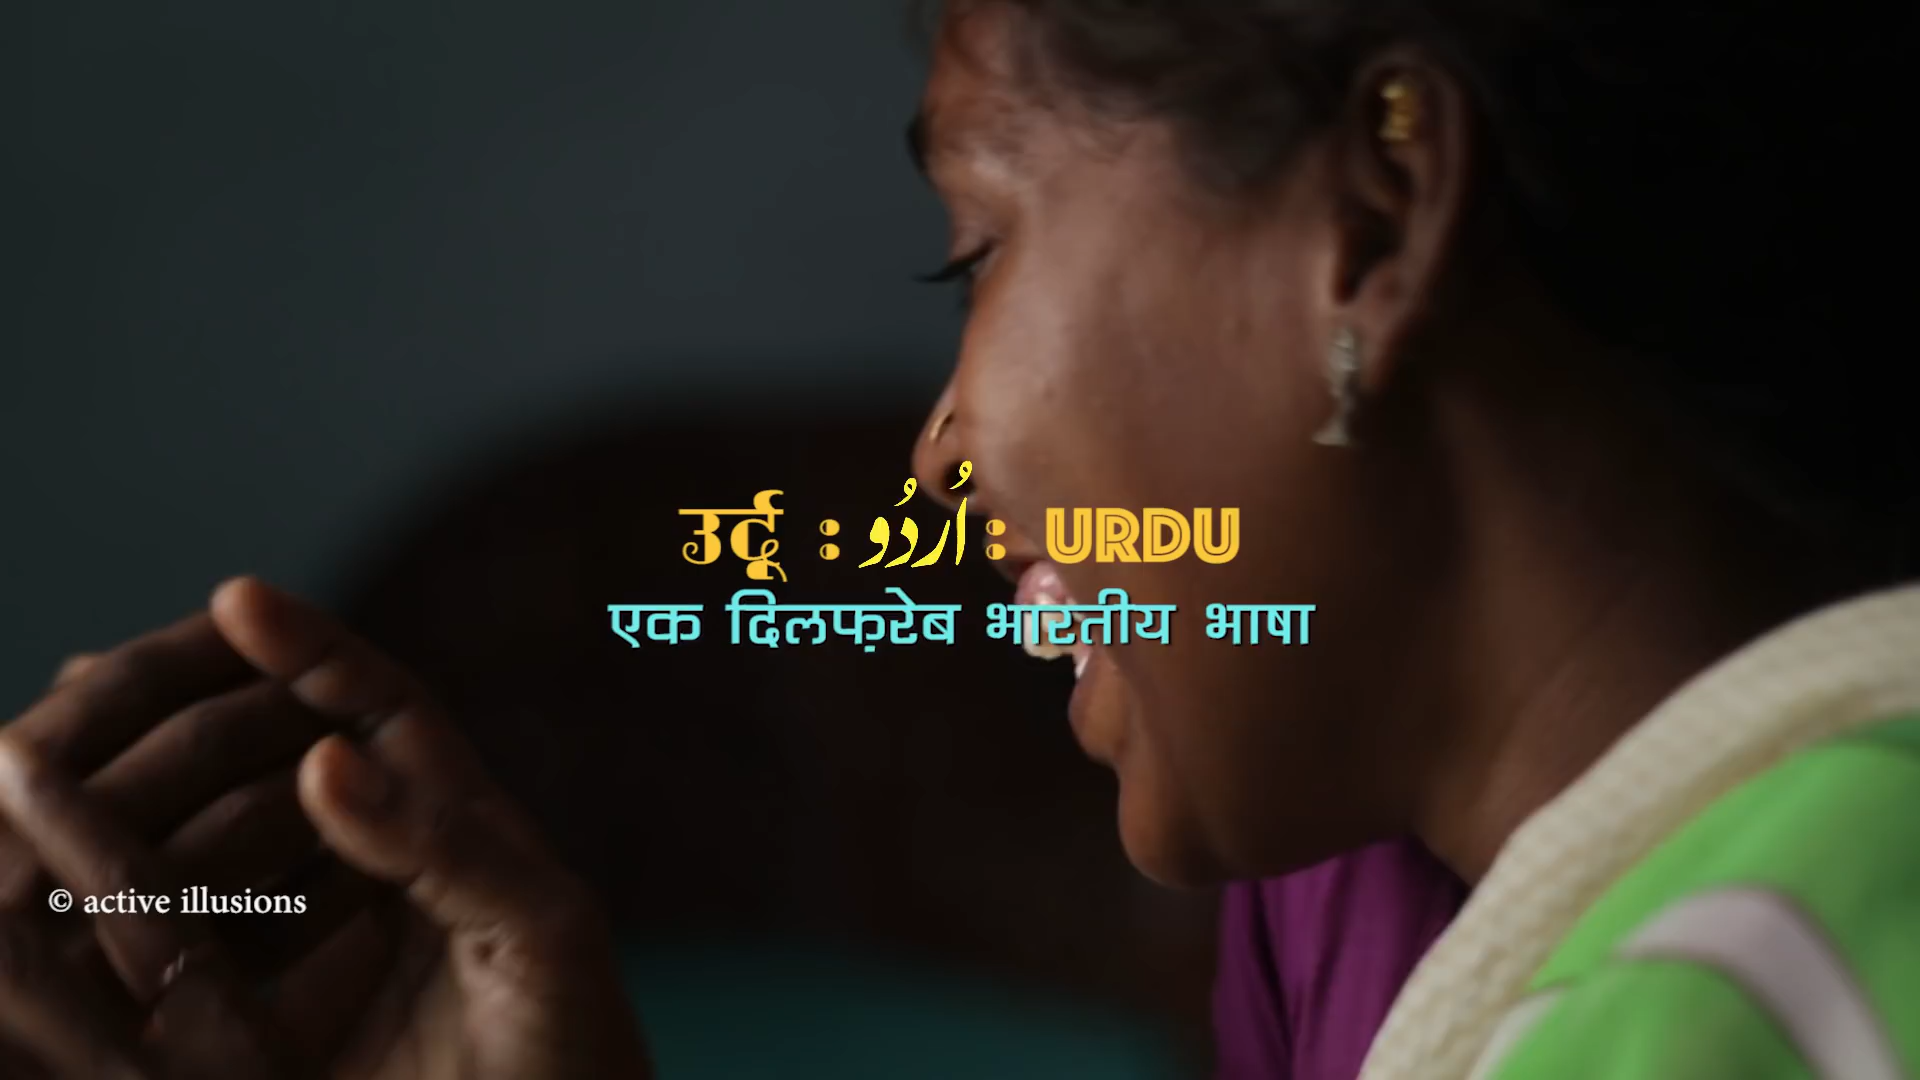 उर्दू : اُردُو : URDU
एक दिलफ़रेब भारतीय भाषा
© active illusions